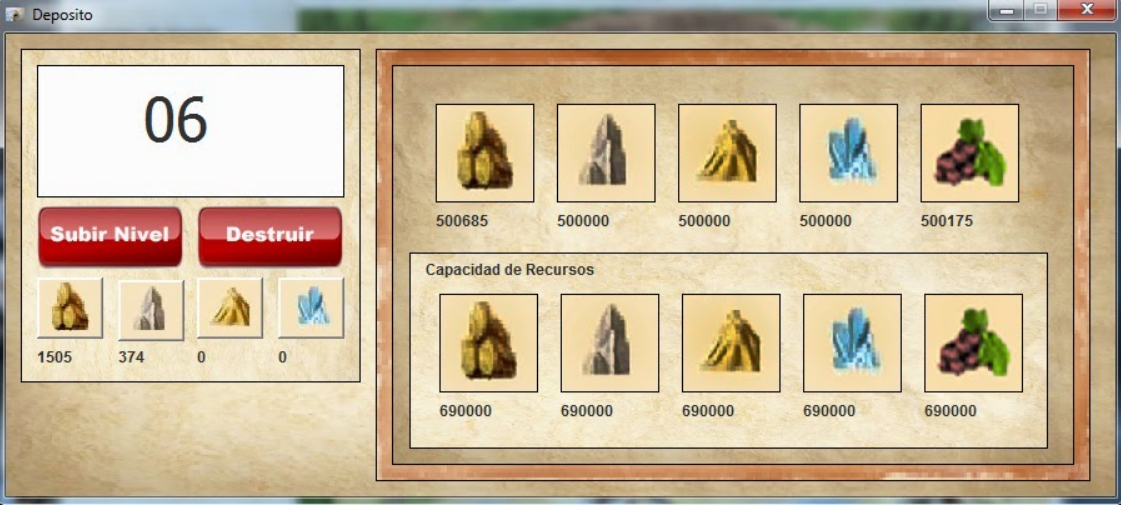 Deposito
06
Subir Nivel Destruir
1505 374 0 0
500685 500000 500000 500000 500175
Capacidad de Recursos
690000 690000 690000 690000 690000